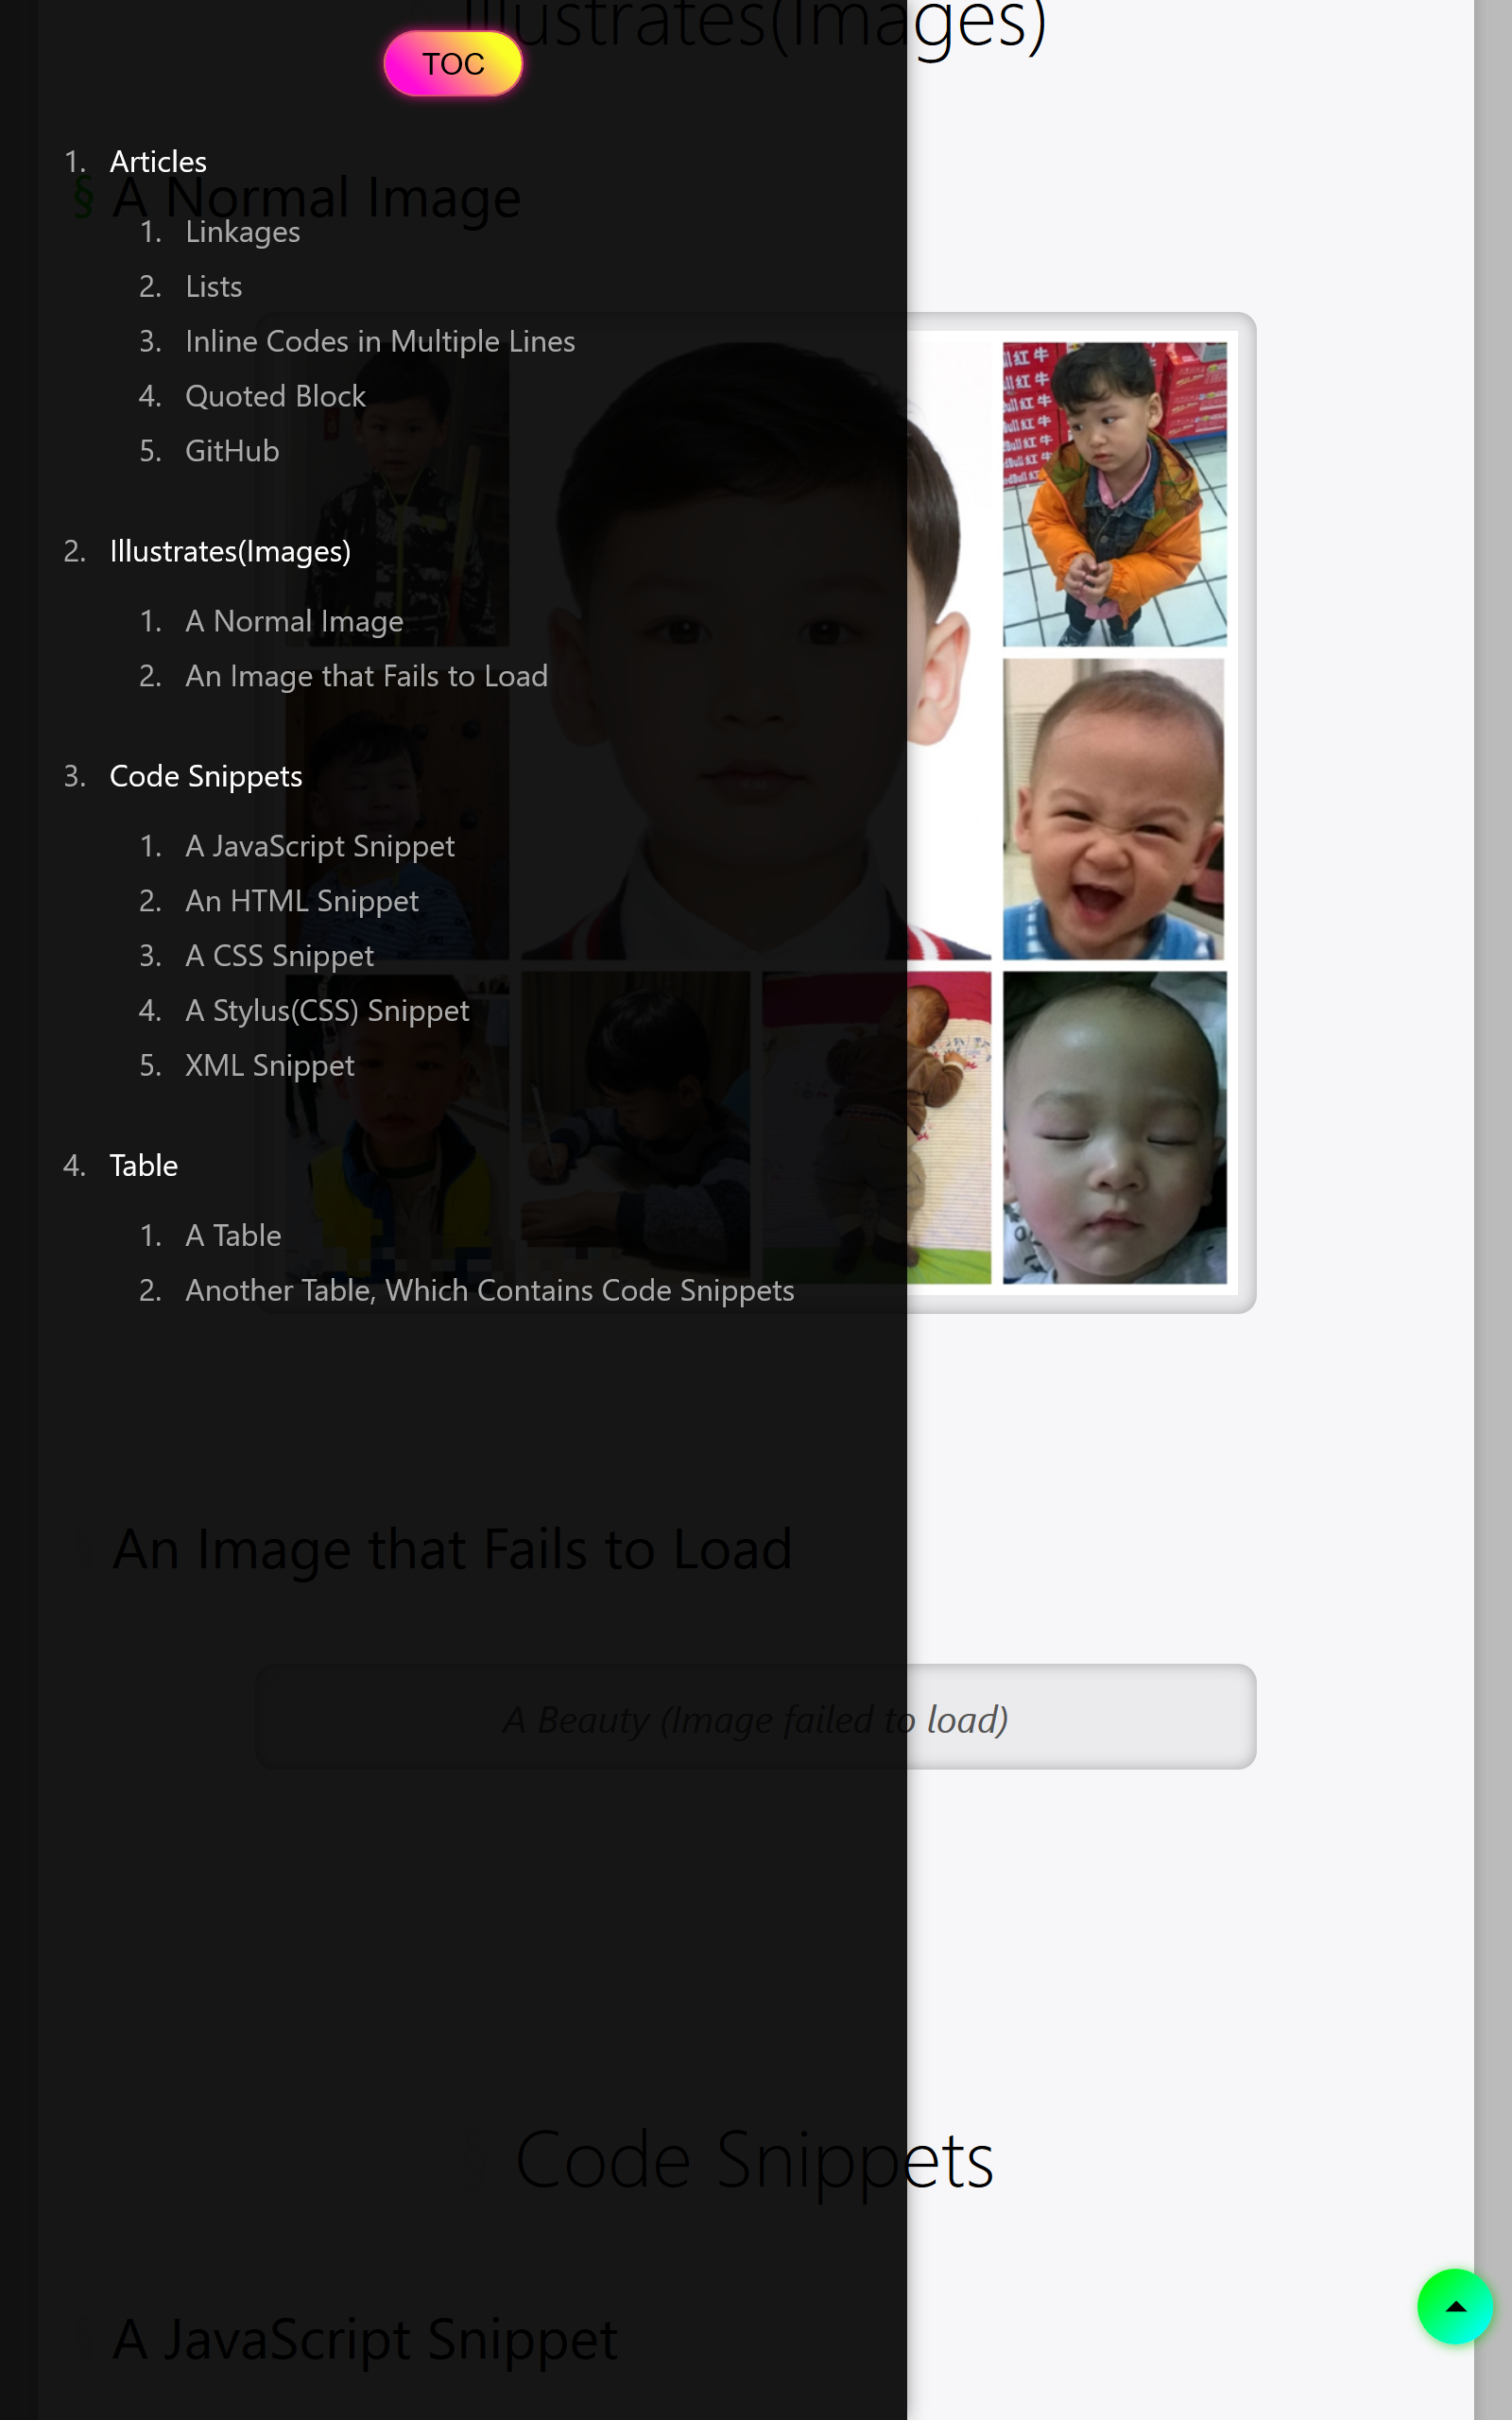 Illustrates(Images)
TOC
1. Articles
§ A Normal Image
1. Linkages
2. Lists
3. Inline Codes in Multiple Lines
4. Quoted Block
5. GitHub
2. Illustrates(Images)
1. A Normal Image
2. An Image that Fails to Load
3. Code Snippets
1. A JavaScript Snippet
2. An HTML Snippet
3. A CSS Snippet
4. A Stylus(CSS) Snippet
5. XML Snippet
4. Table
1. A Table
2. Another Table, Which Contains Code Snippets
紅牛
An Image that Fails to Load
A Beauty (Image failed to load)
Code Snippets
A JavaScript Snippet